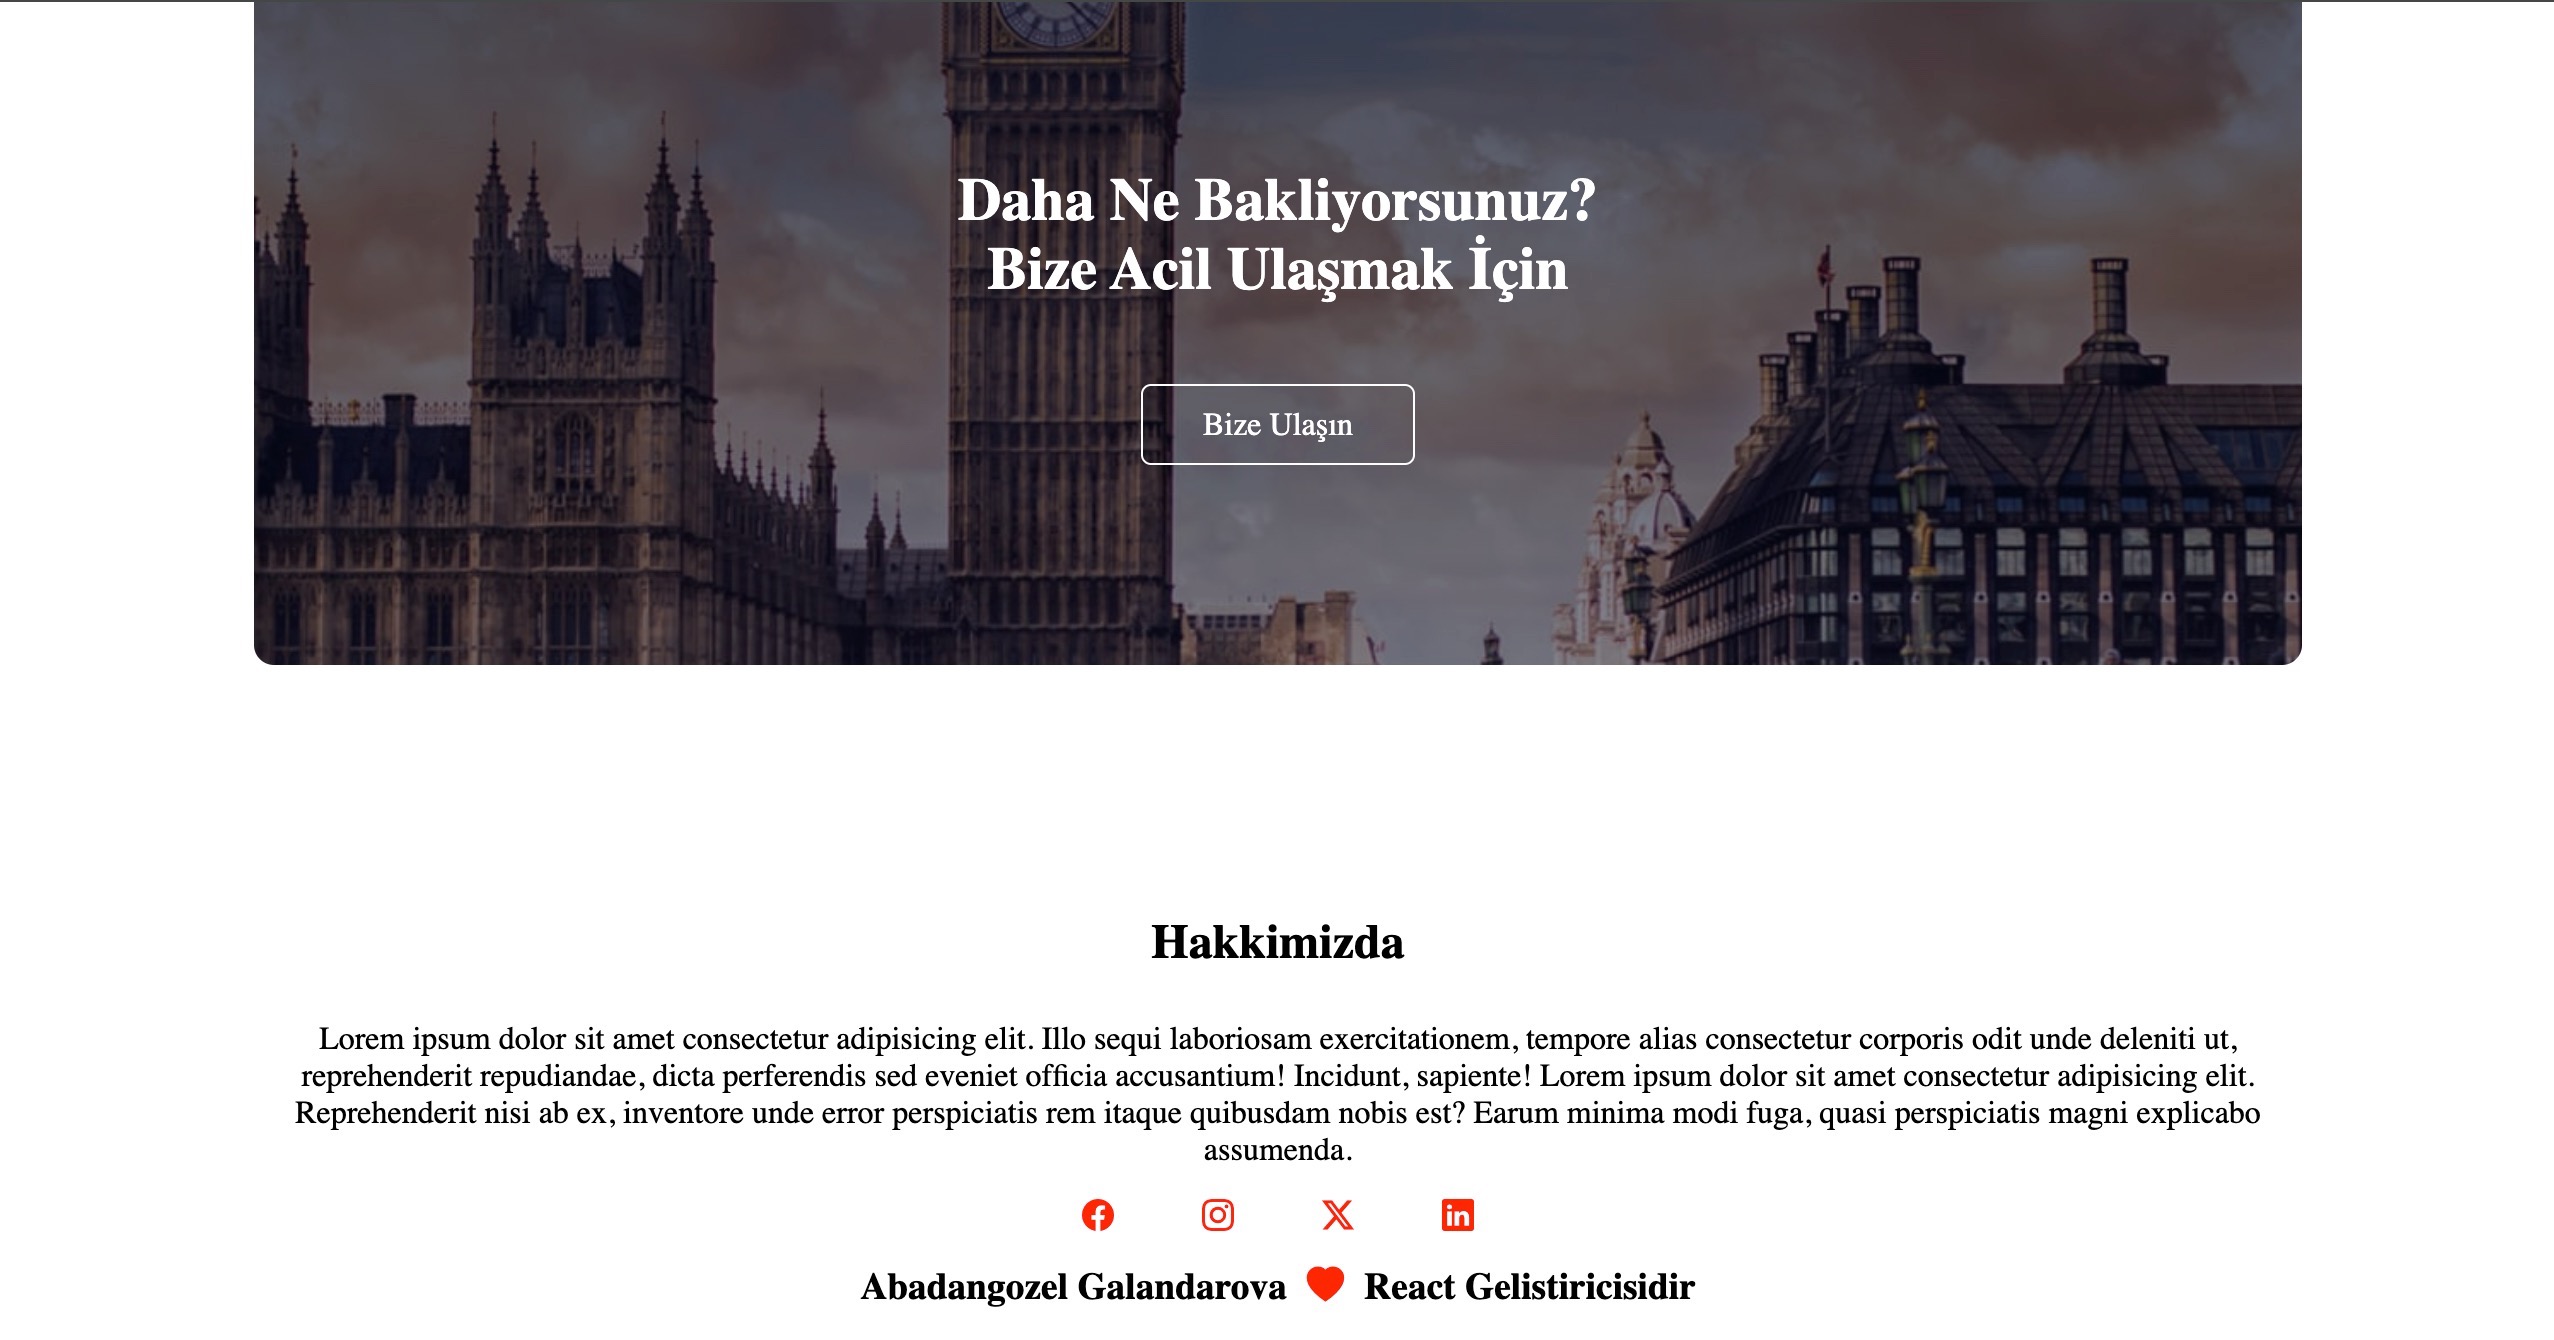 Daha Ne Bakliyorsunuz?
Bize Acil Ulaşmak İçin
Bize Ulaşın
Hakkimizda
Lorem ipsum dolor sit amet consectetur adipisicing elit. Illo sequi laboriosam exercitationem, tempore alias consectetur corporis odit unde deleniti ut,
reprehenderit repudiandae, dicta perferendis sed eveniet officia accusantium! Incidunt, sapiente! Lorem ipsum dolor sit amet consectetur adipisicing elit.
Reprehenderit nisi ab ex, inventore unde error perspiciatis rem itaque quibusdam nobis est? Earum minima modi fuga, quasi perspiciatis magni explicabo
assumenda.
Abadangozel Galandarova ♥ React Gelistiricisidir